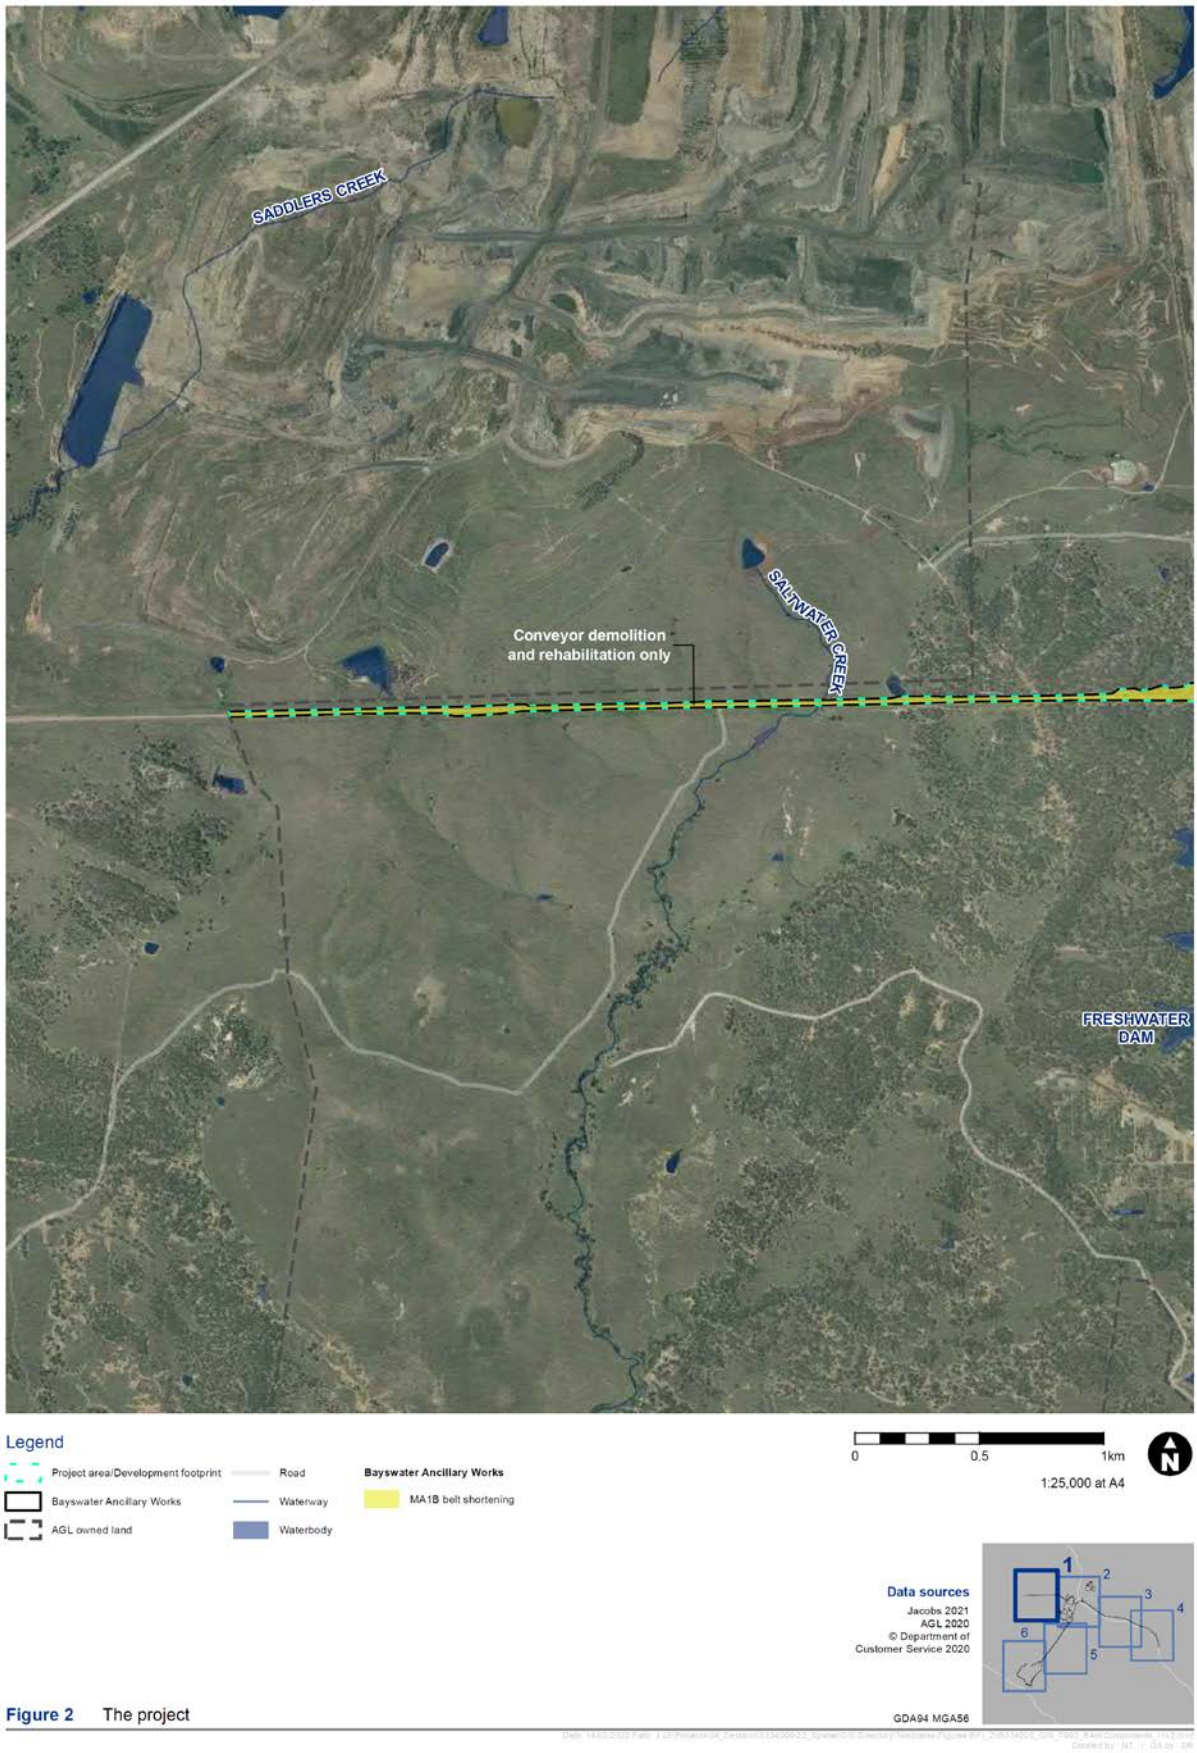 SADDLERS CREEK
SALTWATER CREEK
Conveyor demolition
and rehabilitation only
FRESHWATER
DAM
Legend
Project area/Development footprint
Bayswater Ancillary Works
AGL owned land
Road
Waterway
Waterbody
Bayswater Ancillary Works
MA1B belt shortening
0 0.5 1km
1:25,000 at A4
N
Data sources
Jacobs 2021
AGL 2020
© Department of
Customer Service 2020
1
2
3
4
6
5
Figure 2 The project
GDA94 MGA56